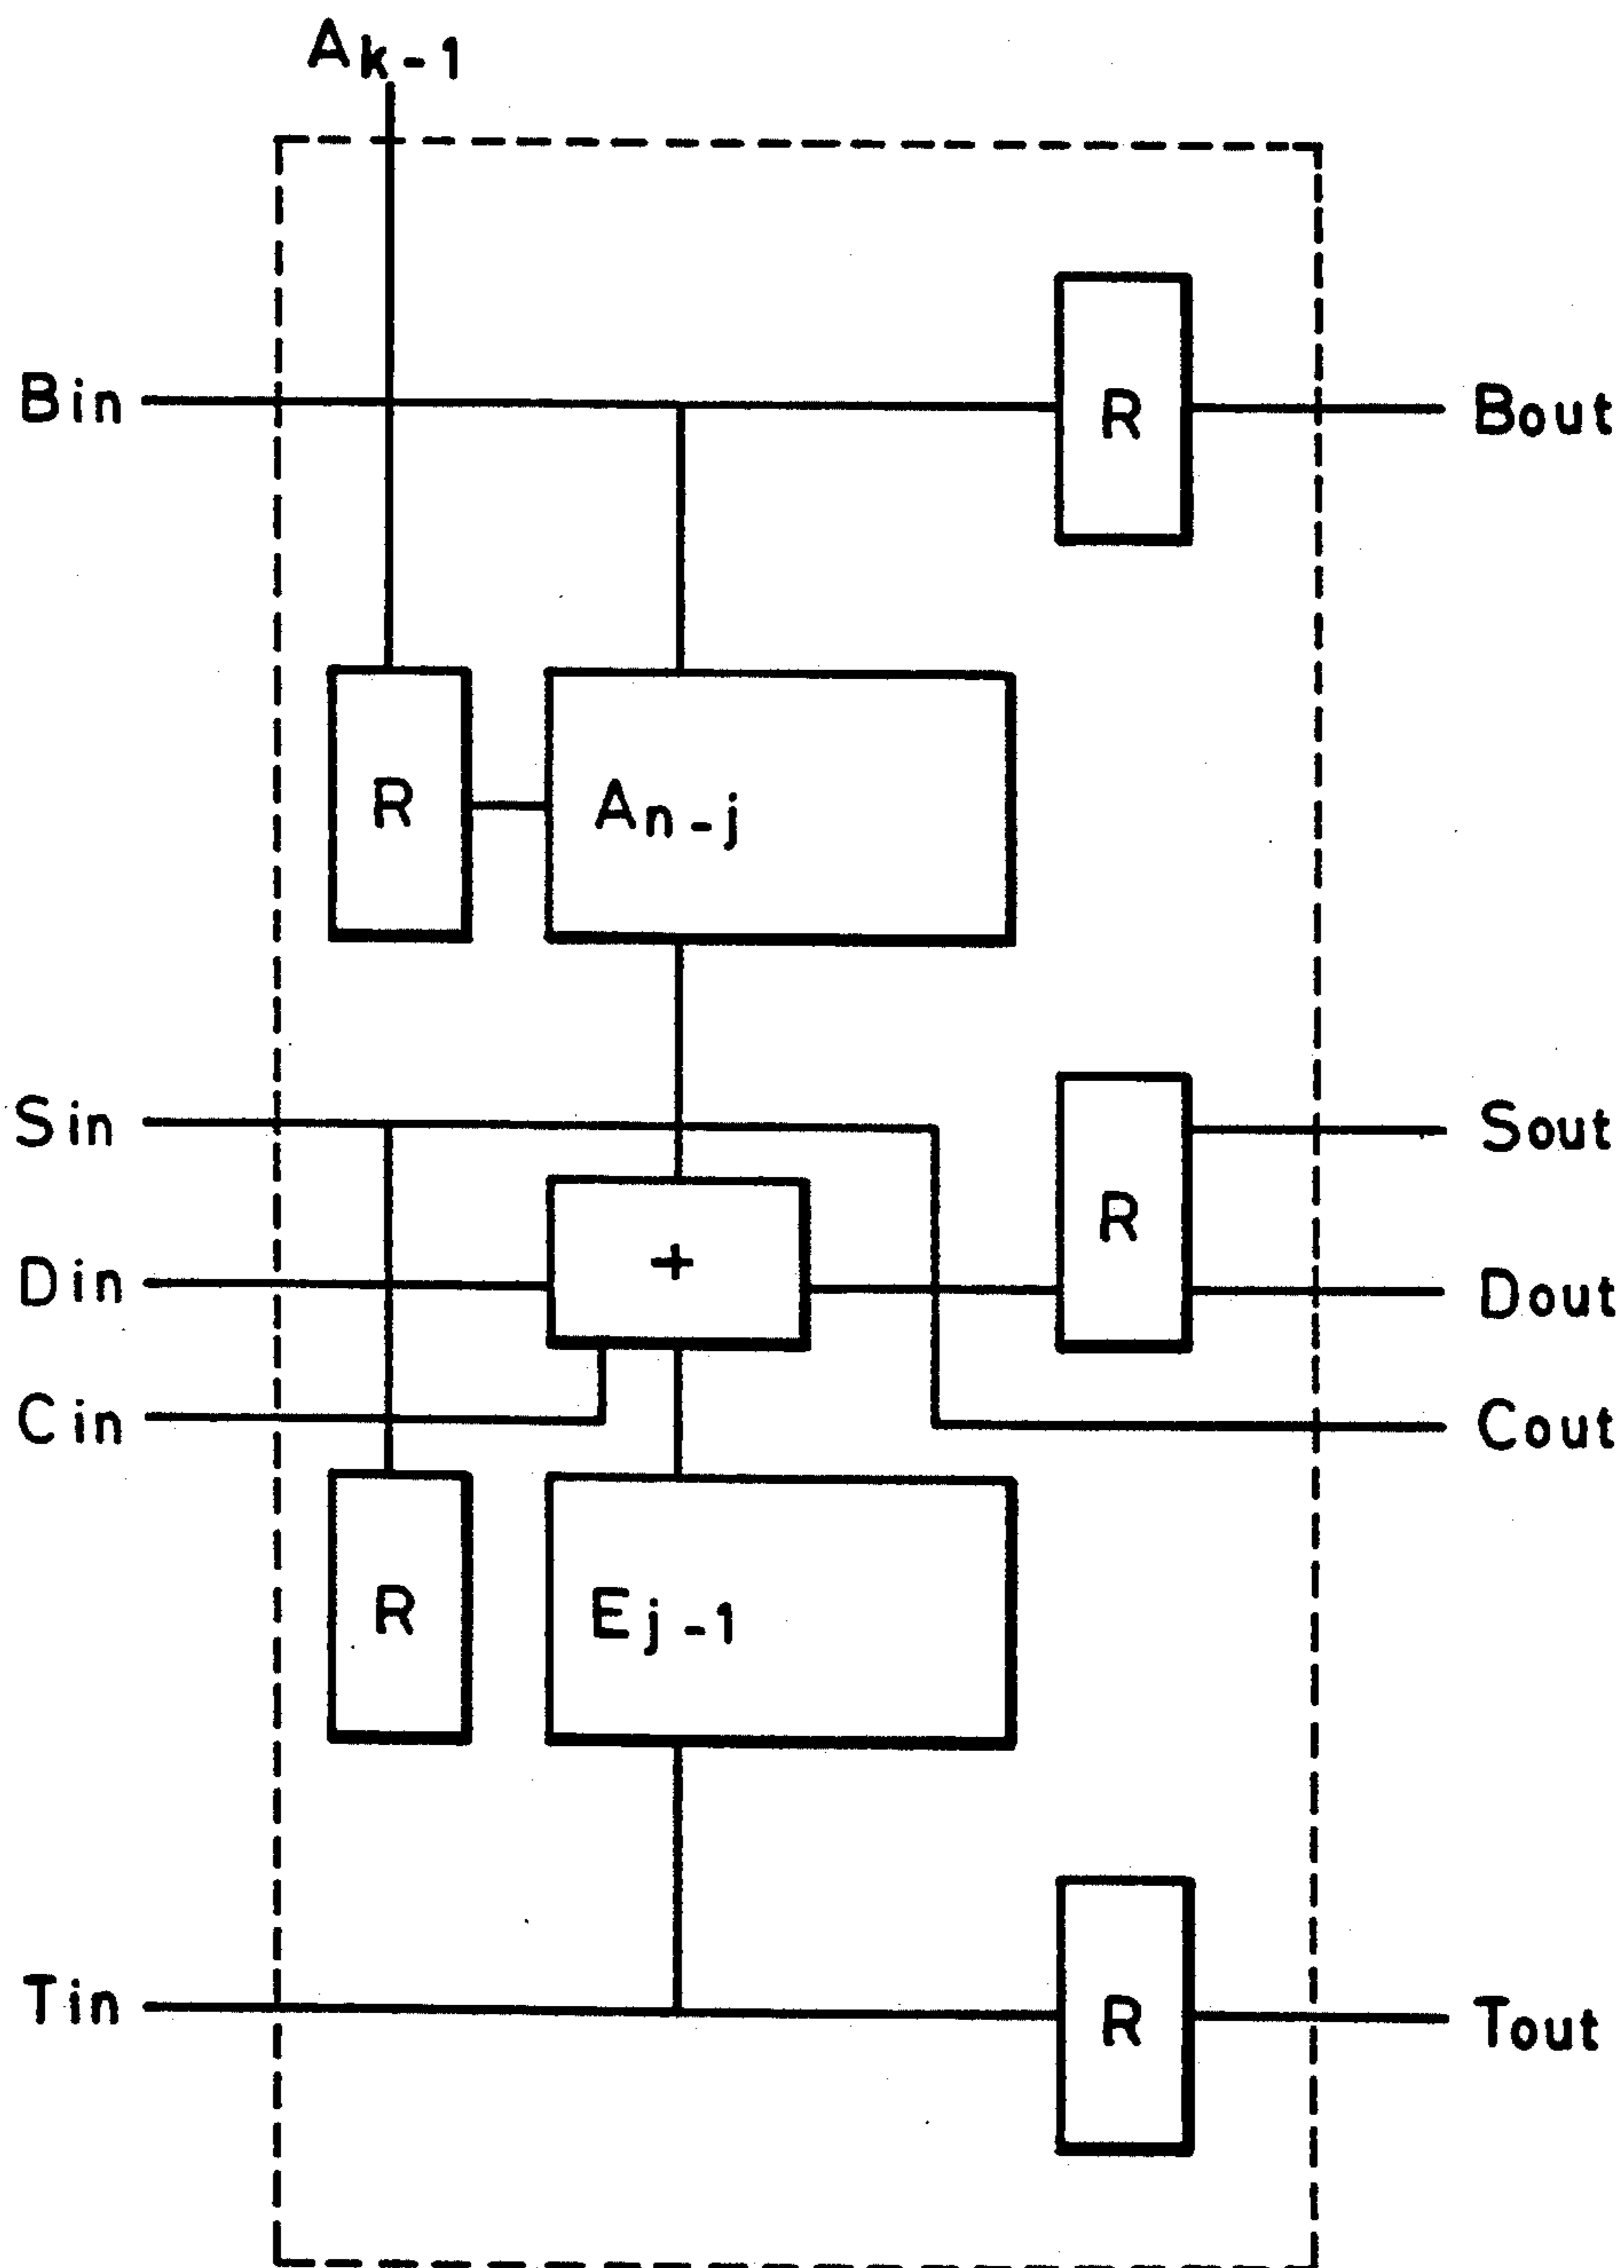 Ak-1
Bin
R
Bout
R
An-j
Sin
Sout
R
+
Din
Dout
Cin
Cout
R
Ej-1
Tin
R
Tout